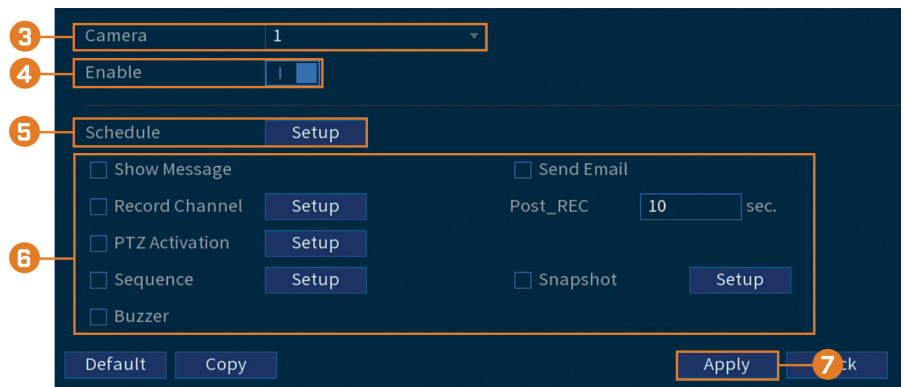 3 Camera 1
4 Enable
5 Schedule Setup
Show Message Send Email
Record Channel Setup Post_REC 10 sec.
PTZ Activation Setup
6
Sequence Setup Snapshot Setup
Buzzer
Default Copy Apply 7 ck